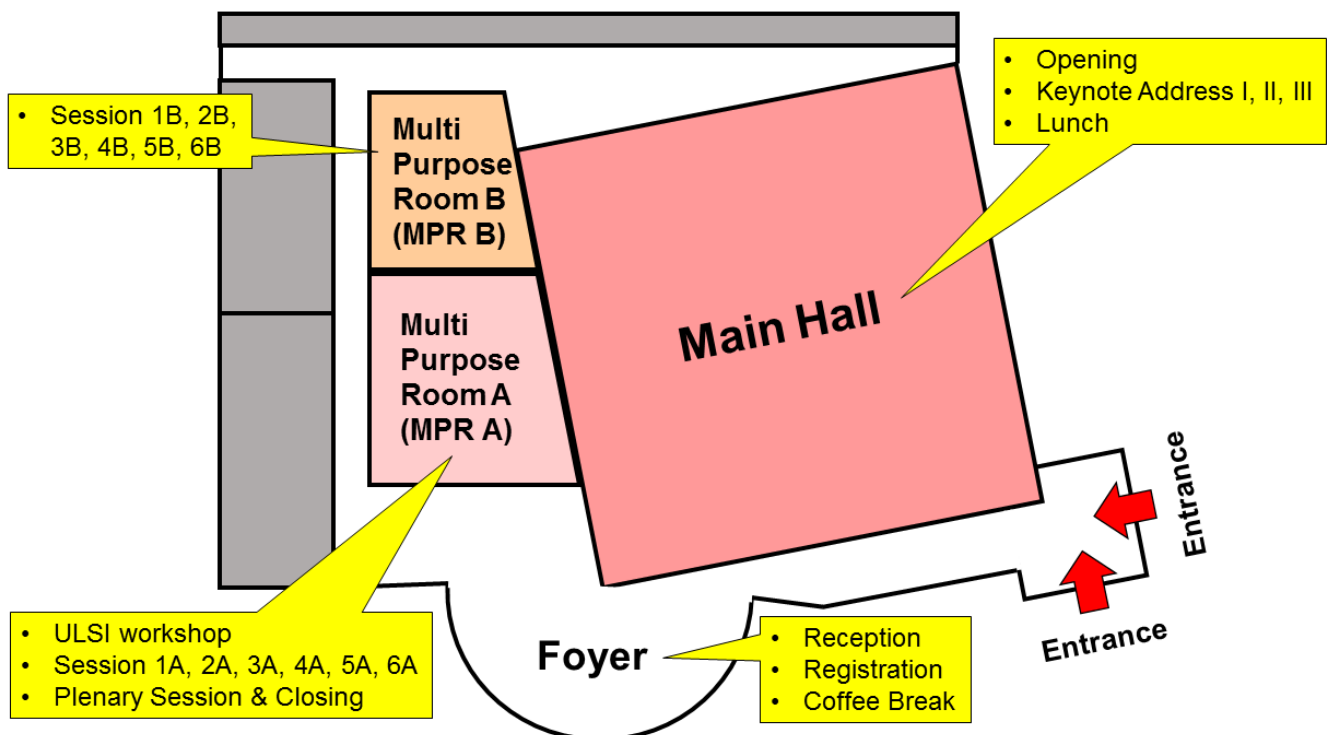 • Opening
• Keynote Address I, II, III
• Lunch
• Session 1B, 2B,
3B, 4B, 5B, 6B
Multi
Purpose
Room B
(MPR B)
Main Hall
Multi
Purpose
Room A
(MPR A)
Entrance
Entrance
• ULSI workshop
• Session 1A, 2A, 3A, 4A, 5A, 6A
• Plenary Session & Closing
Foyer
• Reception
• Registration
• Coffee Break